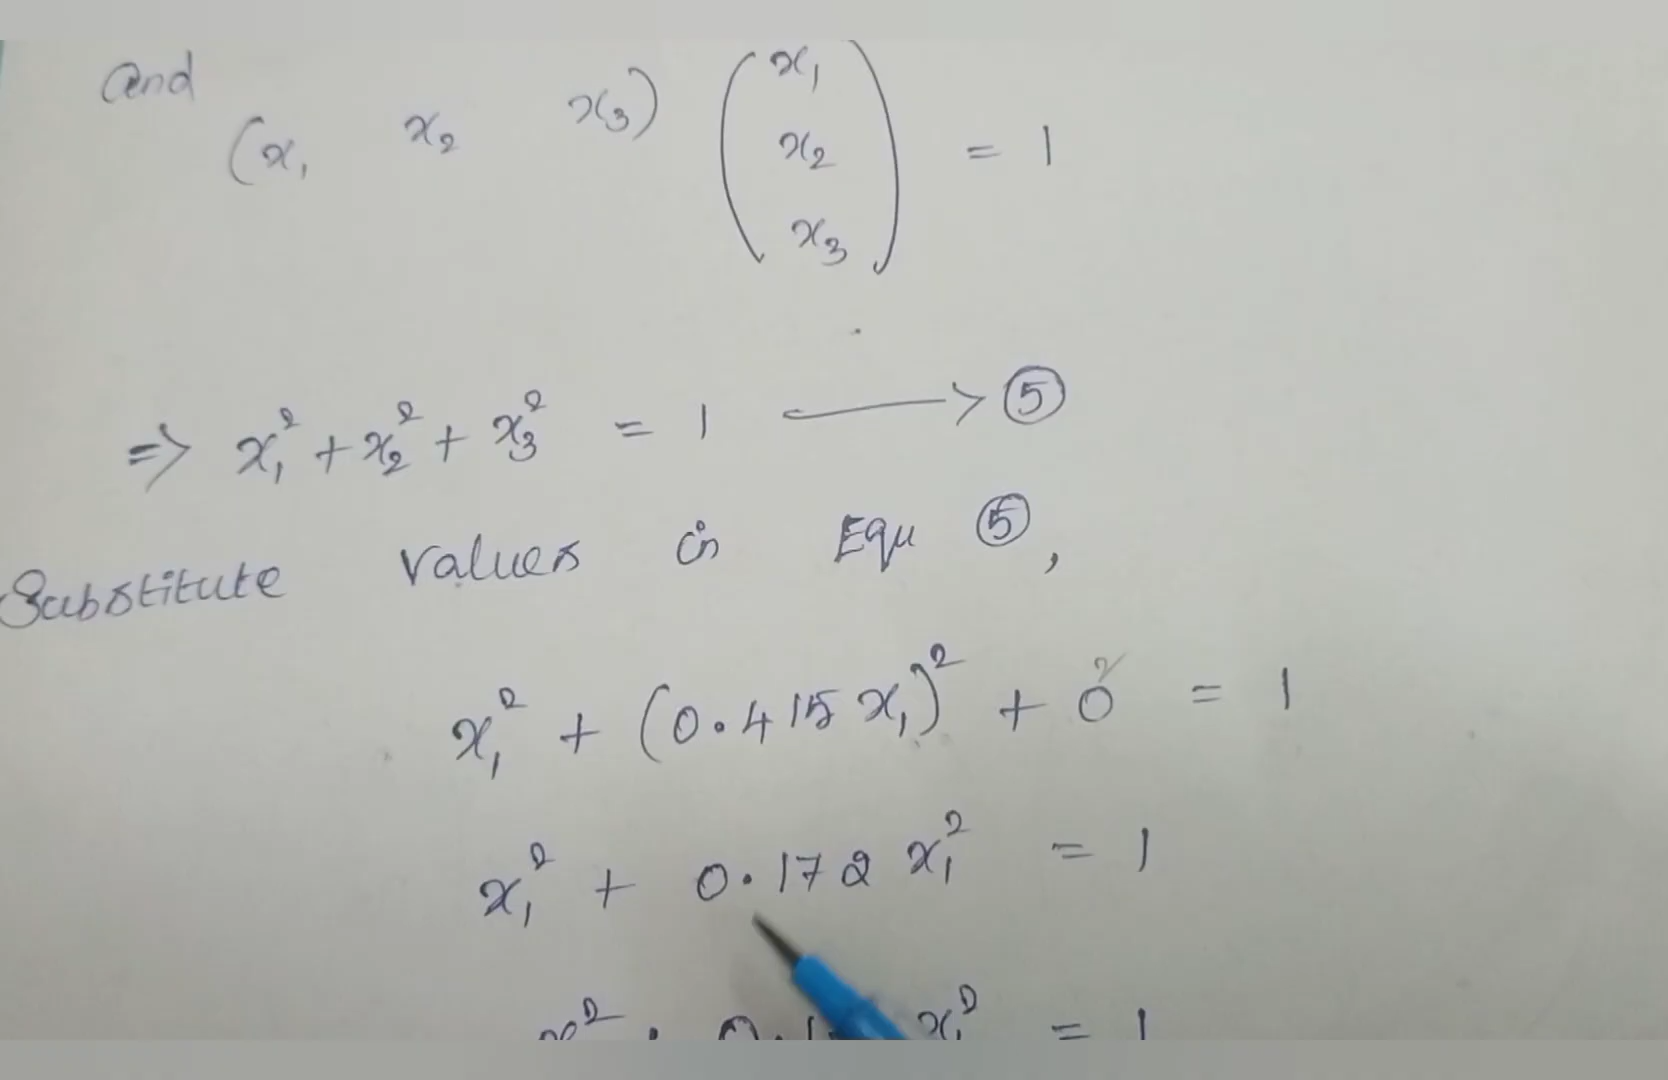 and
(x₁ x₂ x₃) (x₁ x₂ x₃) = 1
=> x₁² + x₂² + x₃² = 1 → ⑤
Substitute values in Equ ⑤,
x₁² + (0.415 x₁)² + 0² = 1
x₁² + 0.172 x₁² = 1